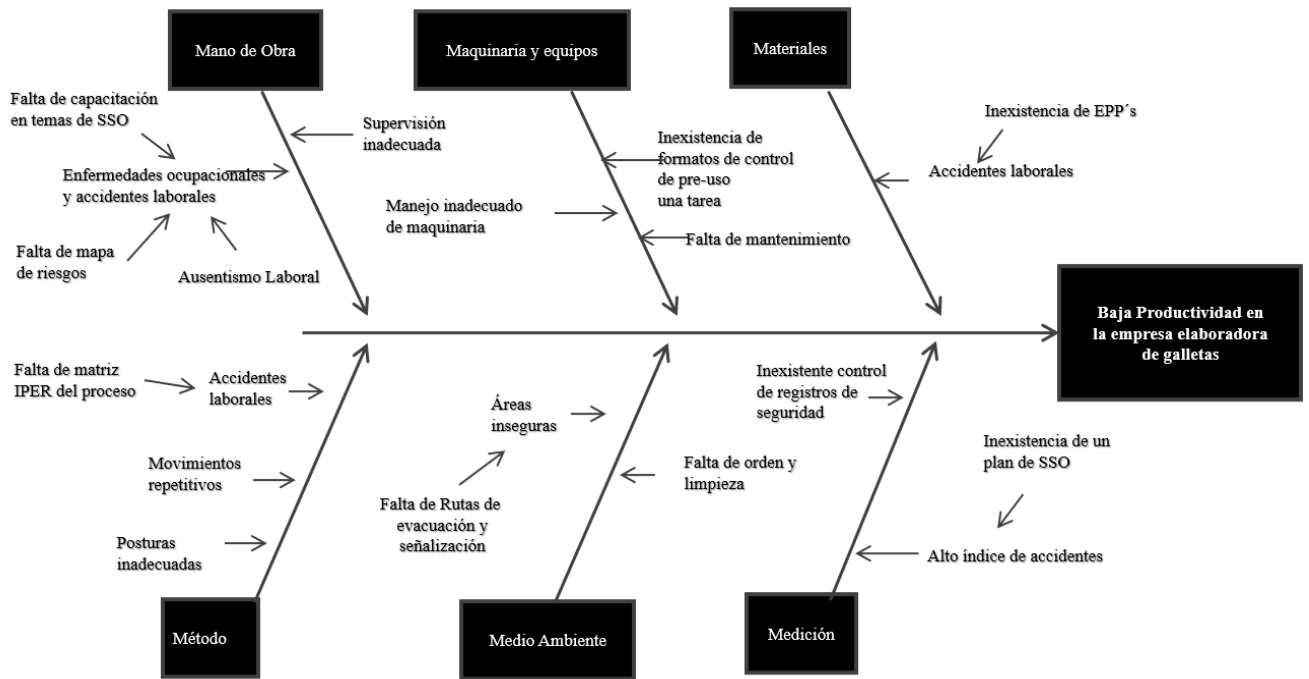 Mano de Obra
Maquinaria y equipos
Materiales
Falta de capacitación
en temas de SSO
Supervisión
inadecuada
Enfermedades ocupacionales
y accidentes laborales
Falta de mapa
de riesgos
Ausentismo Laboral
Inexistencia de
formatos de control
de pre-uso
una tarea
Manejo inadecuado
de maquinaria
Falta de mantenimiento
Inexistencia de EPP´s
Accidentes laborales
Baja Productividad en
la empresa elaboradora
de galletas
Falta de matriz
IPER del proceso
Accidentes
laborales
Movimientos
repetitivos
Posturas
inadecuadas
Áreas
inseguras
Falta de Rutas de
evacuación y
señalización
Falta de orden y
limpieza
Inexistente control
de registros de
seguridad
Inexistencia de un
plan de SSO
Alto índice de accidentes
Método
Medio Ambiente
Medición